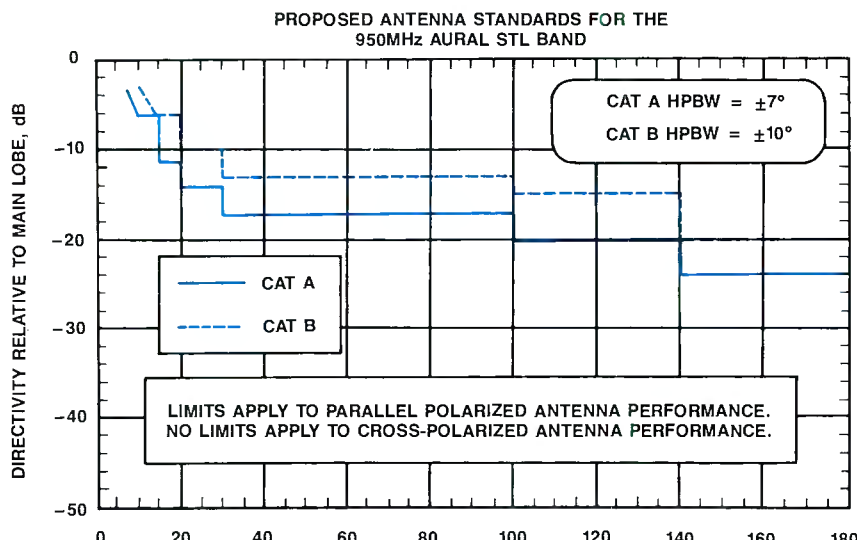 PROPOSED ANTENNA STANDARDS FOR THE
950MHz AURAL STL BAND
DIRECTIVITY RELATIVE TO MAIN LOBE, dB
0
-10
-20
-30
-40
-50
CAT A HPBW = ±7°
CAT B HPBW = ±10°
CAT A
CAT B
LIMITS APPLY TO PARALLEL POLARIZED ANTENNA PERFORMANCE.
NO LIMITS APPLY TO CROSS-POLARIZED ANTENNA PERFORMANCE.
0 20 40 60 80 100 120 140 160 180